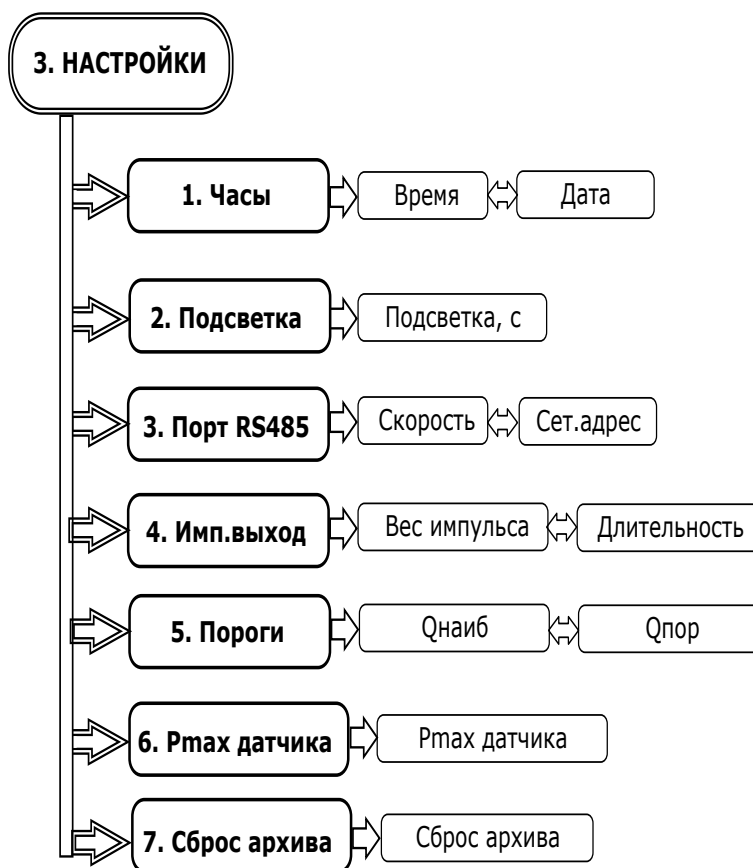 3. НАСТРОЙКИ
1. Часы Время Дата
2. Подсветка Подсветка, с
3. Порт RS485 Скорость Сет.адрес
4. Имп.выход Вес импульса Длительность
5. Пороги Qнаиб Qпор
6. Pmax датчика Pmax датчика
7. Сброс архива Сброс архива